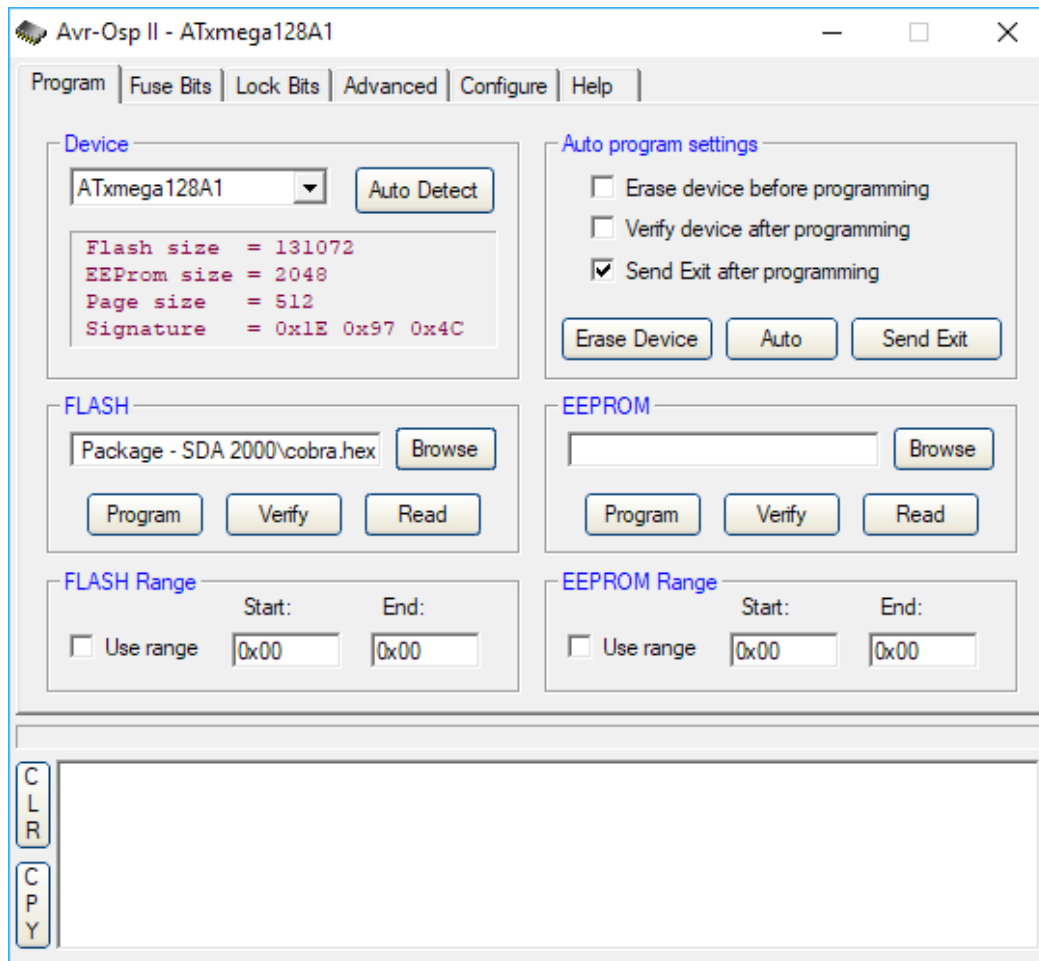 Avr-Osp II - ATxmega128A1
Program Fuse Bits Lock Bits Advanced Configure Help
Device
ATxmega128A1
Auto Detect
Flash size = 131072
EEProm size = 2048
Page size = 512
Signature = 0x1E 0x97 0x4C
Auto program settings
Erase device before programming
Verify device after programming
Send Exit after programming
Erase Device Auto Send Exit
FLASH
Package - SDA 2000\cobra.hex Browse
Program Verify Read
EEPROM
Browse
Program Verify Read
FLASH Range
Start: End:
Use range 0x00 0x00
EEPROM Range
Start: End:
Use range 0x00 0x00
C
L
R
C
P
Y